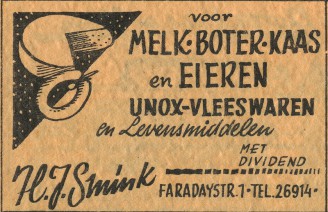 voor
MELK·BOTER·KAAS
en EIEREN
UNOX-VLEESWAREN
en Levensmiddelen
MET
DIVIDEND
H.J. Smink
FARADAYSTR.1·TEL.26914·